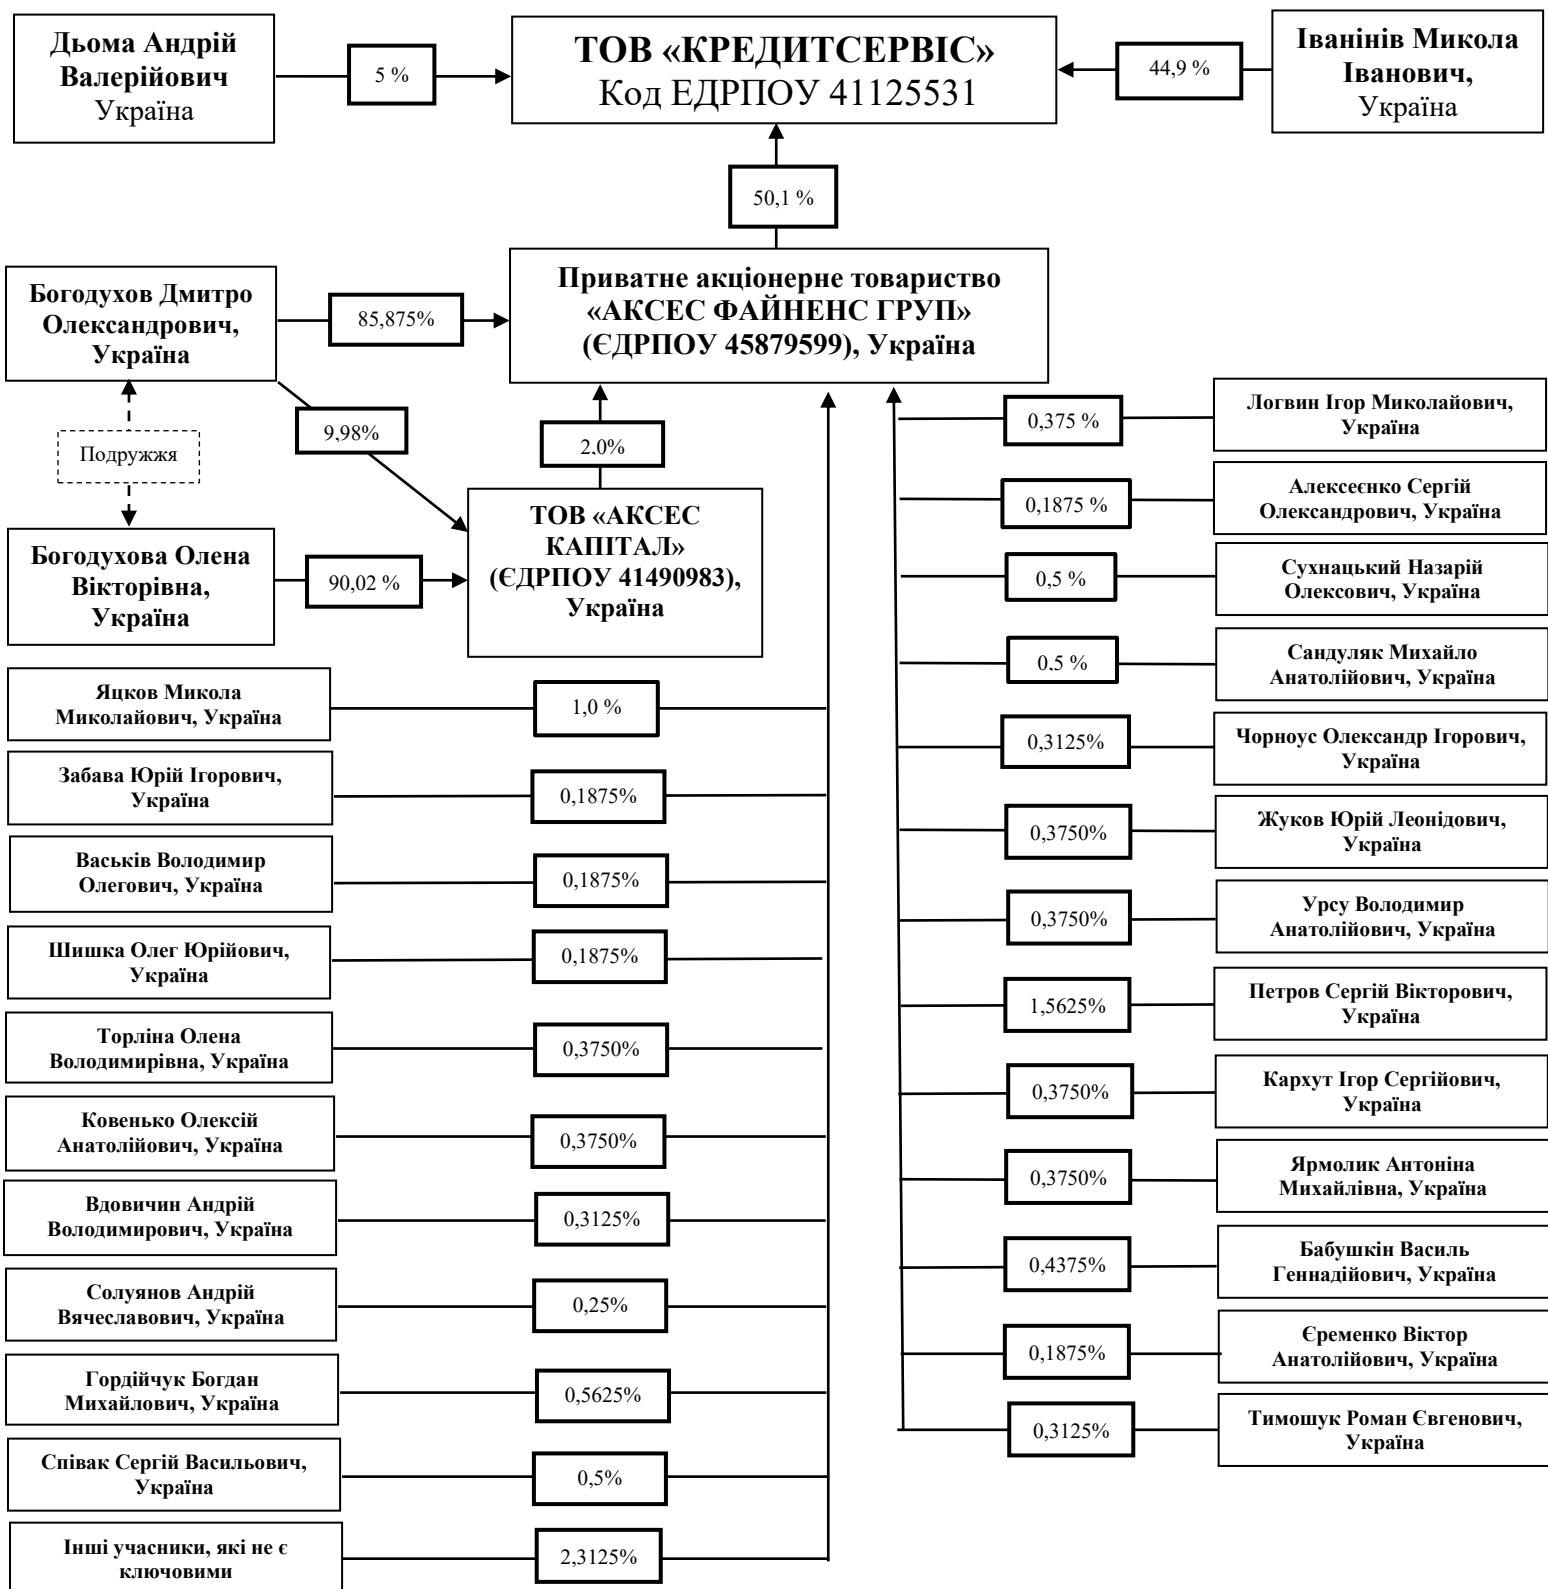 Дьома Андрій
Валерійович
Україна
5 %
ТОВ «КРЕДИТСЕРВІС»
Код ЕДРПОУ 41125531
44,9 %
Іванінів Микола
Іванович,
Україна
50,1 %
Богодухов Дмитро
Олександрович,
Україна
85,875%
Приватне акціонерне товариство
«АКСЕС ФАЙНЕНС ГРУП»
(ЄДРПОУ 45879599), Україна
9,98%
2,0%
Подружжя
Богодухова Олена
Вікторівна,
Україна
90,02 %
ТОВ «АКСЕС
КАПІТАЛ»
(ЄДРПОУ 41490983),
Україна
Яцков Микола
Миколайович, Україна
1,0 %
Забава Юрій Ігорович,
Україна
0,1875%
Васьків Володимир
Олегович, Україна
0,1875%
Шишка Олег Юрійович,
Україна
0,1875%
Торліна Олена
Володимирівна, Україна
0,3750%
Ковенько Олексій
Анатолійович, Україна
0,3750%
Вдовичин Андрій
Володимирович, Україна
0,3125%
Солуянов Андрій
Вячеславович, Україна
0,25%
Гордійчук Богдан
Михайлович, Україна
0,5625%
Співак Сергій Васильович,
Україна
0,5%
Інші учасники, які не є
ключовими
2,3125%
0,375 %
Логвин Ігор Миколайович,
Україна
0,1875 %
Алексеєнко Сергій
Олександрович, Україна
0,5 %
Сухнацький Назарій
Олексович, Україна
0,5 %
Сандуляк Михайло
Анатолійович, Україна
0,3125%
Чорноус Олександр Ігорович,
Україна
0,3750%
Жуков Юрій Леонідович,
Україна
0,3750%
Урсу Володимир
Анатолійович, Україна
1,5625%
Петров Сергій Вікторович,
Україна
0,3750%
Кархут Ігор Сергійович,
Україна
0,3750%
Ярмолик Антоніна
Михайлівна, Україна
0,4375%
Бабушкін Василь
Геннадійович, Україна
0,1875%
Єременко Віктор
Анатолійович, Україна
0,3125%
Тимошук Роман Євгенович,
Україна